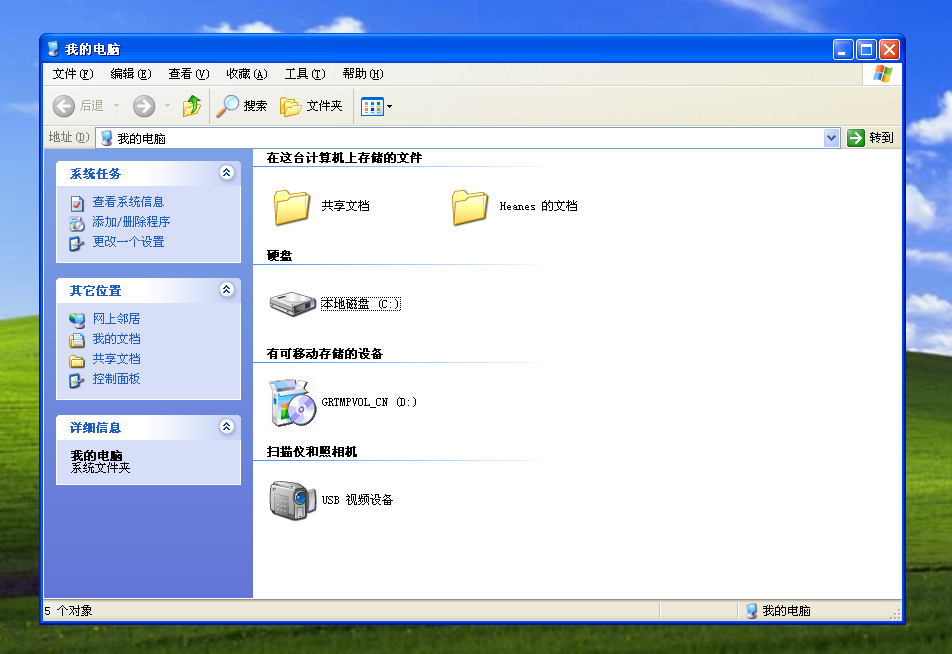 我的电脑
文件(F) 编辑(E) 查看(V) 收藏(A) 工具(T) 帮助(H)
后退 搜索 文件夹
地址(D) 我的电脑 转到
系统任务
查看系统信息
添加/删除程序
更改一个设置
其它位置
网上邻居
我的文档
共享文档
控制面板
详细信息
我的电脑
系统文件夹
在这台计算机上存储的文件
共享文档 Heanes 的文档
硬盘
本地磁盘 (C:)
有可移动存储的设备
GRTMPVOL_CN (D:)
扫描仪和照相机
USB 视频设备
5 个对象 我的电脑